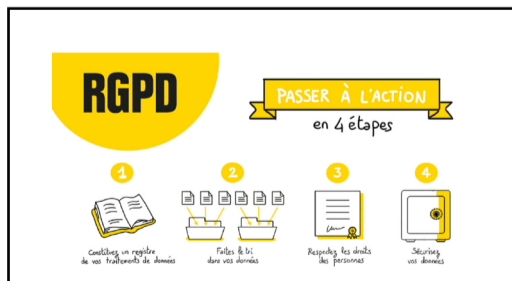 RGPD
PASSER À L'ACTION
en 4 étapes
1
Constituez un registre
de vos traitements de données
2
Faites le tri
dans vos données
3
Respectez les droits
des personnes
4
Sécurisez
vos données